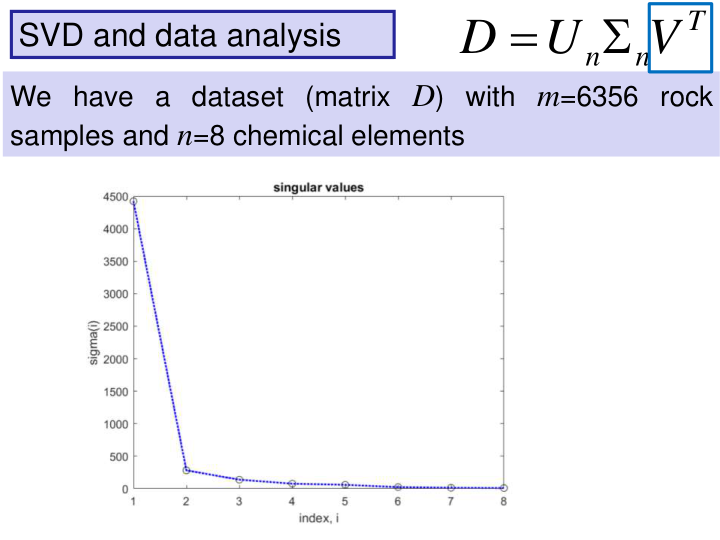 SVD and data analysis
D = UₙΣₙVᵀ
We have a dataset (matrix D) with m=6356 rock
samples and n=8 chemical elements
singular values
4500
4000
3500
3000
2500
2000
1500
1000
500
0
sigma(i)
1 2 3 4 5 6 7 8
index, i